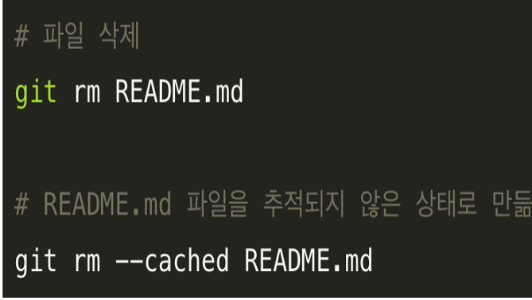 # 파일 삭제
git rm README.md
# README.md 파일을 추적되지 않은 상태로 만듦
git rm --cached README.md